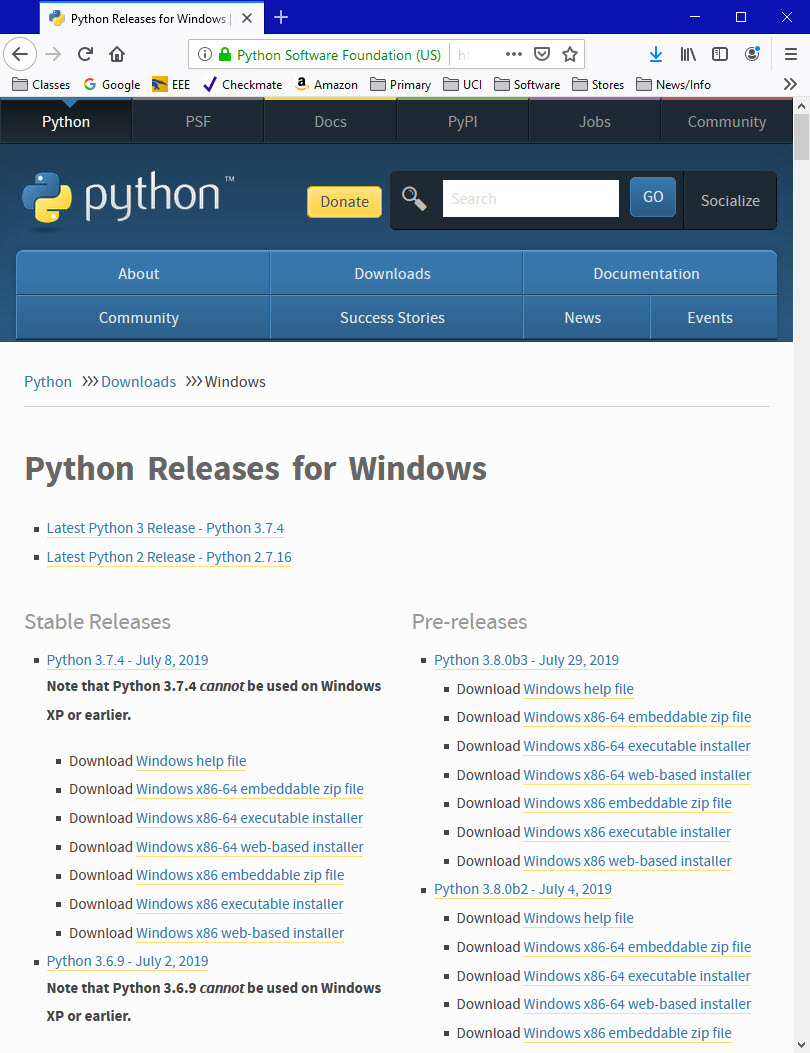 Python Releases for Windows |
Python Software Foundation (US)
Classes Google EEE Checkmate Amazon Primary UCI Software Stores News/Info
Python PSF Docs PyPI Jobs Community
python™ Donate Search GO Socialize
About Downloads Documentation
Community Success Stories News Events
Python Downloads Windows
Python Releases for Windows
Latest Python 3 Release - Python 3.7.4
Latest Python 2 Release - Python 2.7.16
Stable Releases
Python 3.7.4 - July 8, 2019
Note that Python 3.7.4 cannot be used on Windows
XP or earlier.
Download Windows help file
Download Windows x86-64 embeddable zip file
Download Windows x86-64 executable installer
Download Windows x86-64 web-based installer
Download Windows x86 embeddable zip file
Download Windows x86 executable installer
Download Windows x86 web-based installer
Python 3.6.9 - July 2, 2019
Note that Python 3.6.9 cannot be used on Windows
XP or earlier.
Pre-releases
Python 3.8.0b3 - July 29, 2019
Download Windows help file
Download Windows x86-64 embeddable zip file
Download Windows x86-64 executable installer
Download Windows x86-64 web-based installer
Download Windows x86 embeddable zip file
Download Windows x86 executable installer
Download Windows x86 web-based installer
Python 3.8.0b2 - July 4, 2019
Download Windows help file
Download Windows x86-64 embeddable zip file
Download Windows x86-64 executable installer
Download Windows x86-64 web-based installer
Download Windows x86 embeddable zip file